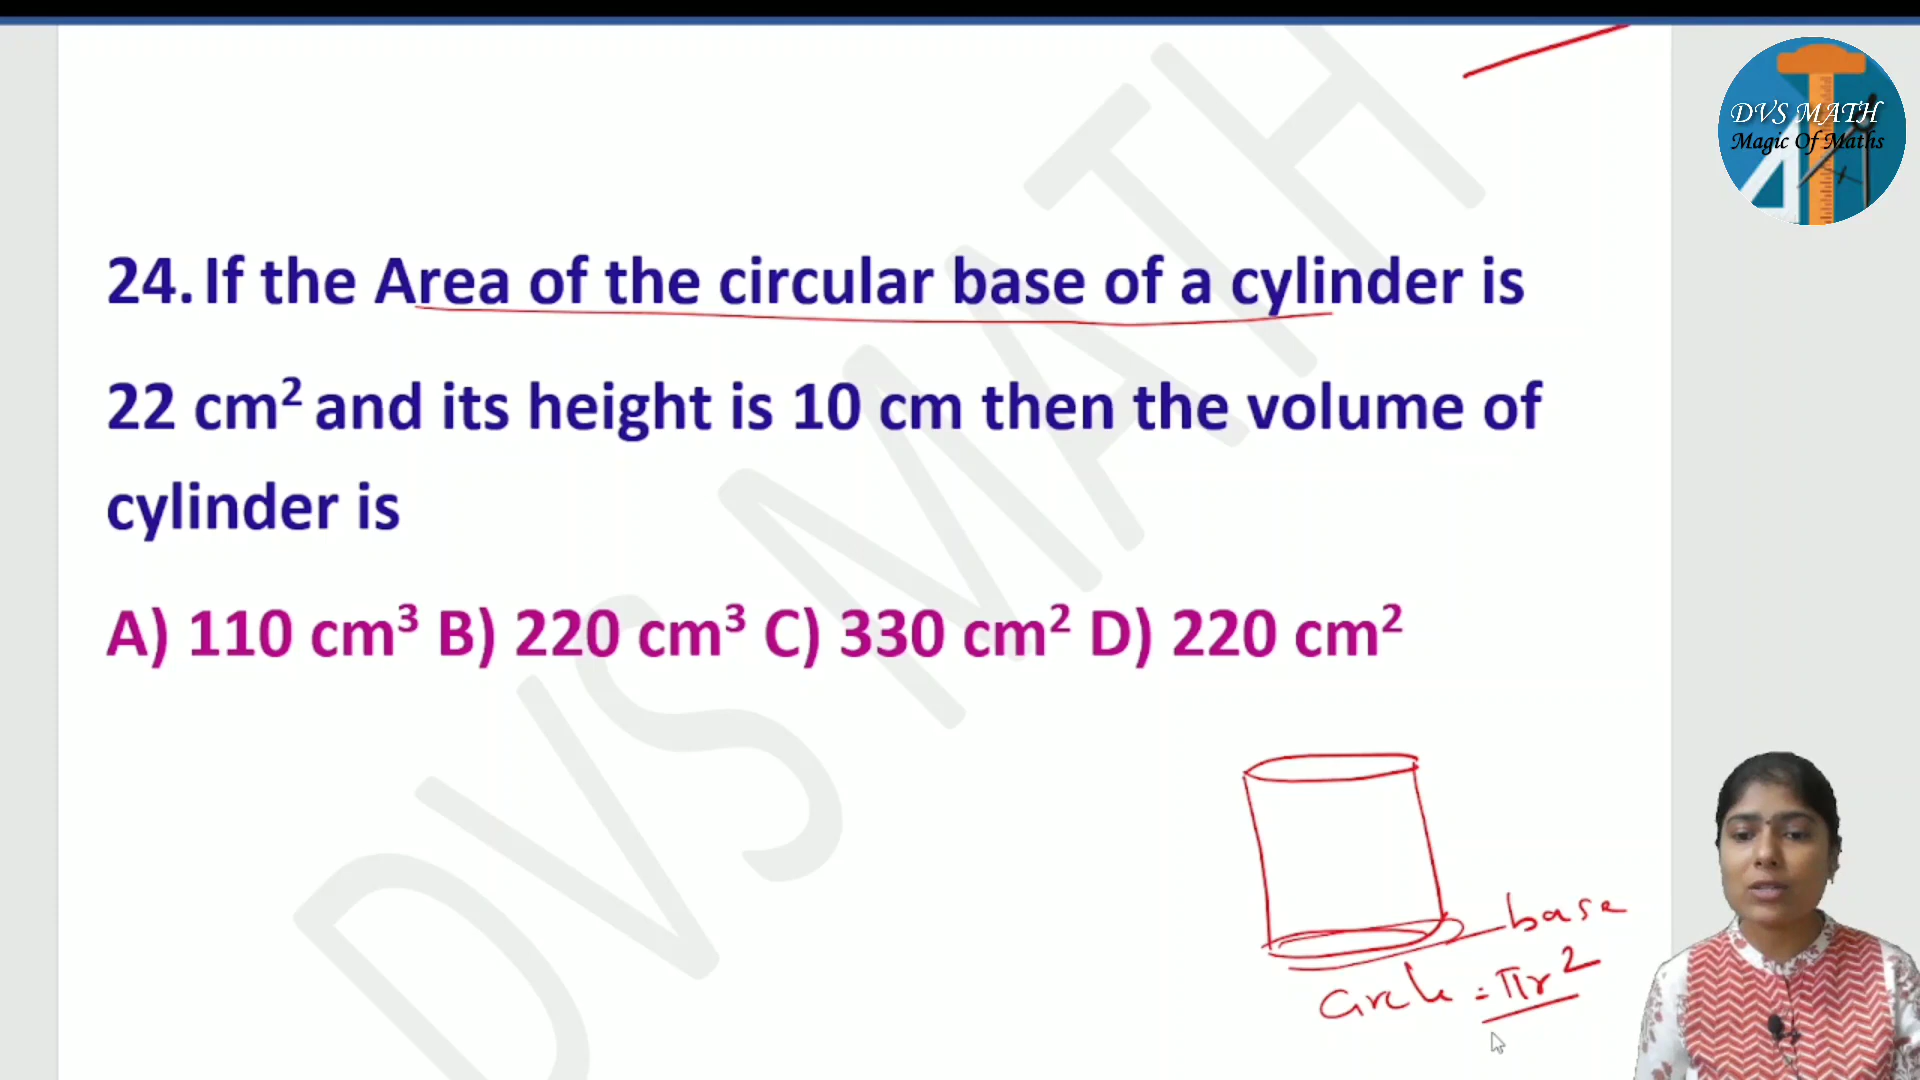 DVS MATH
Magic Of Maths
24. If the Area of the circular base of a cylinder is
22 cm² and its height is 10 cm then the volume of
cylinder is
A) 110 cm³ B) 220 cm³ C) 330 cm² D) 220 cm²
DVS MATH
base
circle = πr²